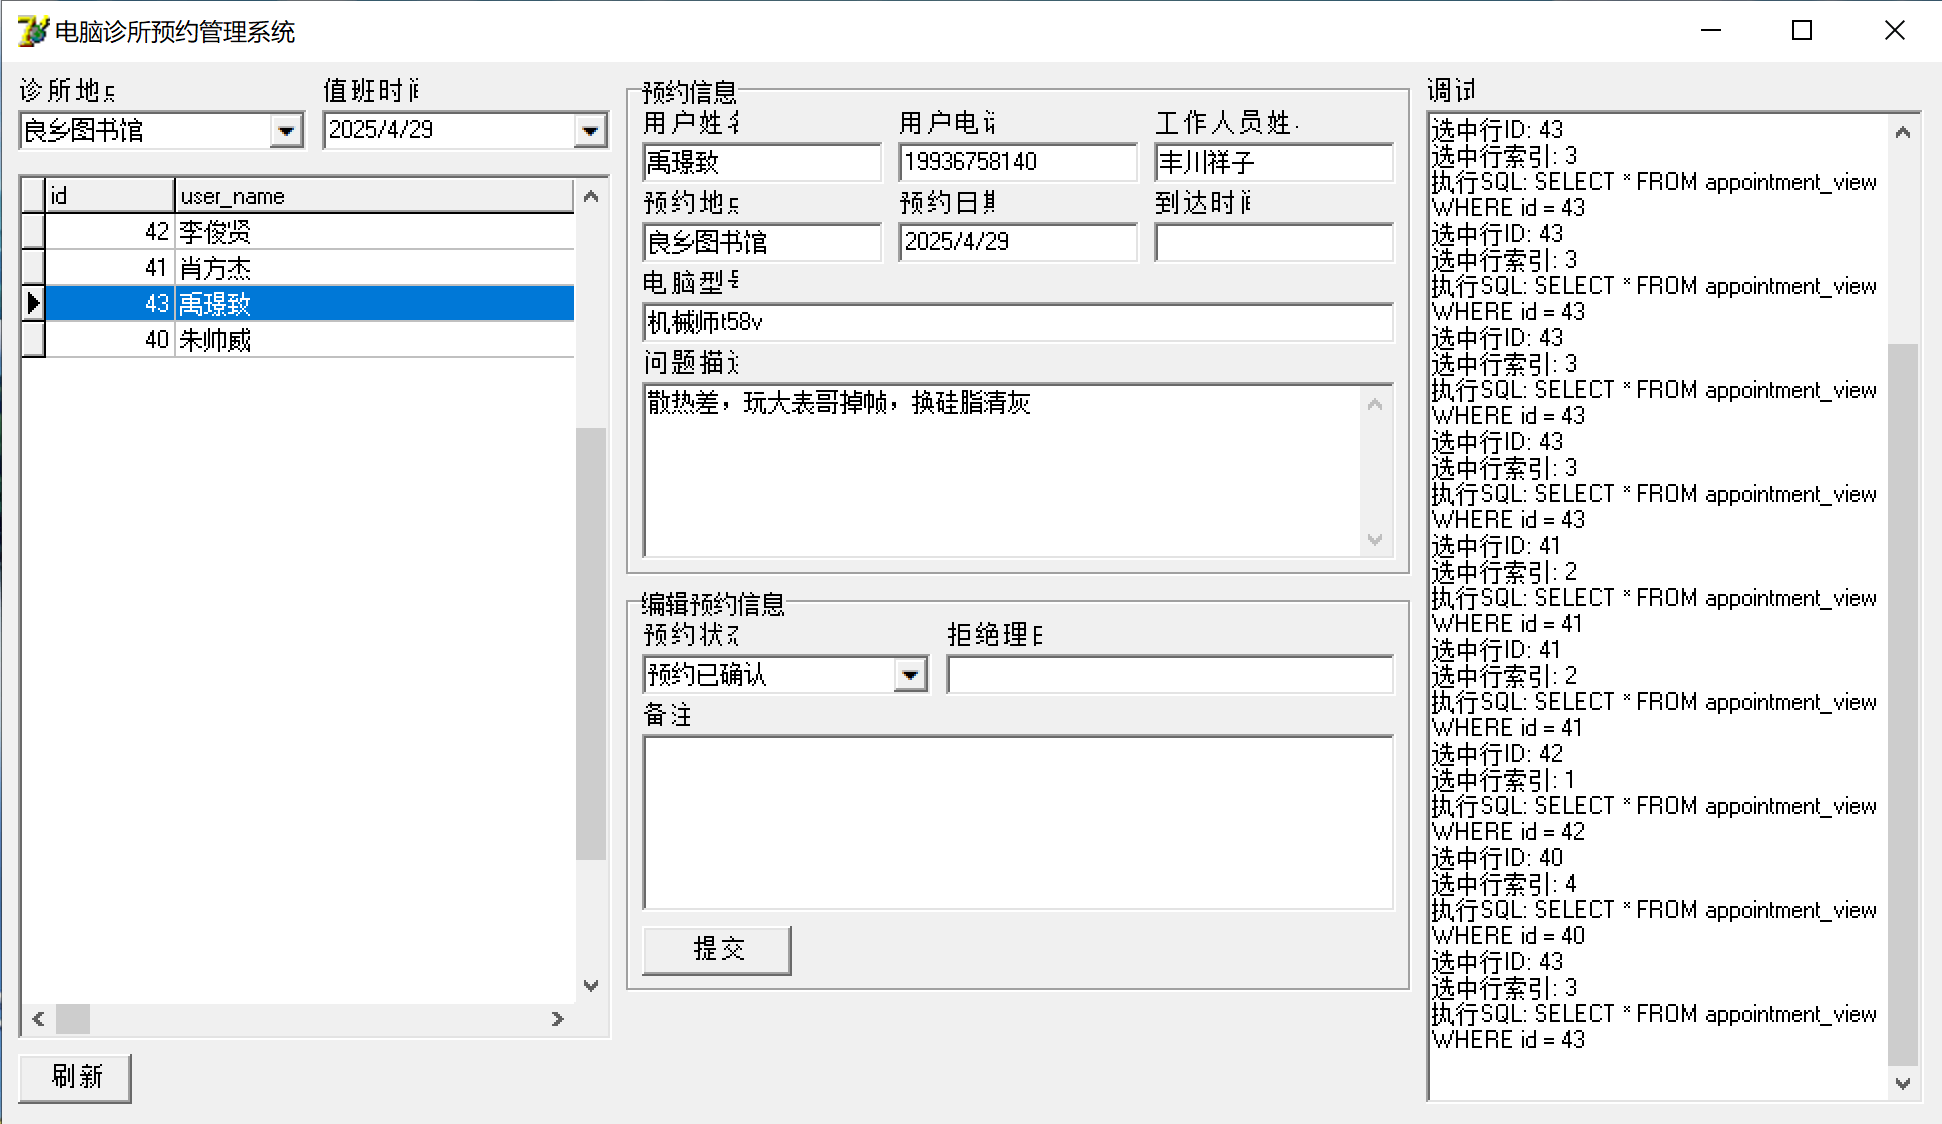 电脑诊所预约管理系统
诊所地
值班时
良乡图书馆
2025/4/29
id
user_name
42
李俊贤
41
肖方杰
43
禹璟致
40
朱帅威
刷新
预约信息
用户姓
用户电
工作人员姓
禹璟致
19936758140
丰川祥子
预约地
预约日
到达时
良乡图书馆
2025/4/29
电脑型
机械师t58v
问题描
散热差，玩大表哥掉帧，换硅脂清灰
编辑预约信息
预约状
拒绝理
预约已确认
备注
提交
调试
选中行ID: 43
选中行索引: 3
执行SQL: SELECT * FROM appointment_view
WHERE id = 43
选中行ID: 43
选中行索引: 3
执行SQL: SELECT * FROM appointment_view
WHERE id = 43
选中行ID: 43
选中行索引: 3
执行SQL: SELECT * FROM appointment_view
WHERE id = 43
选中行ID: 43
选中行索引: 3
执行SQL: SELECT * FROM appointment_view
WHERE id = 43
选中行ID: 41
选中行索引: 2
执行SQL: SELECT * FROM appointment_view
WHERE id = 41
选中行ID: 41
选中行索引: 2
执行SQL: SELECT * FROM appointment_view
WHERE id = 41
选中行ID: 42
选中行索引: 1
执行SQL: SELECT * FROM appointment_view
WHERE id = 42
选中行ID: 40
选中行索引: 4
执行SQL: SELECT * FROM appointment_view
WHERE id = 40
选中行ID: 43
选中行索引: 3
执行SQL: SELECT * FROM appointment_view
WHERE id = 43